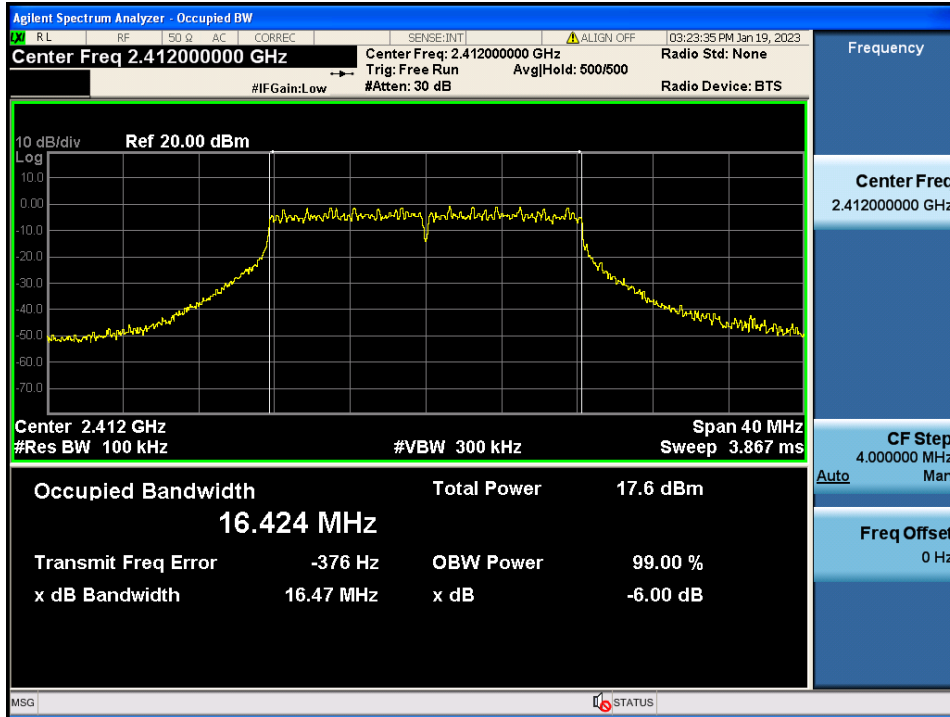 Agilent Spectrum Analyzer - Occupied BW
LXI RL RF 50 Ω AC CORREC SENSE:INT ALIGN OFF 03:23:35 PM Jan 19, 2023
Center Freq 2.412000000 GHz Center Freq: 2.412000000 GHz Radio Std: None
Trig: Free Run Avg|Hold: 500/500
#IFGain:Low #Atten: 30 dB Radio Device: BTS
Frequency
10 dB/div Ref 20.00 dBm
Log
10.0
0.00
-10.0
-20.0
-30.0
-40.0
-50.0
-60.0
-70.0
Center 2.412 GHz Span 40 MHz
#Res BW 100 kHz #VBW 300 kHz Sweep 3.867 ms
Center Freq
2.412000000 GHz
CF Step
4.000000 MHz
Auto Man
Freq Offset
0 Hz
Occupied Bandwidth Total Power 17.6 dBm
16.424 MHz
Transmit Freq Error -376 Hz OBW Power 99.00 %
x dB Bandwidth 16.47 MHz x dB -6.00 dB
MSG STATUS